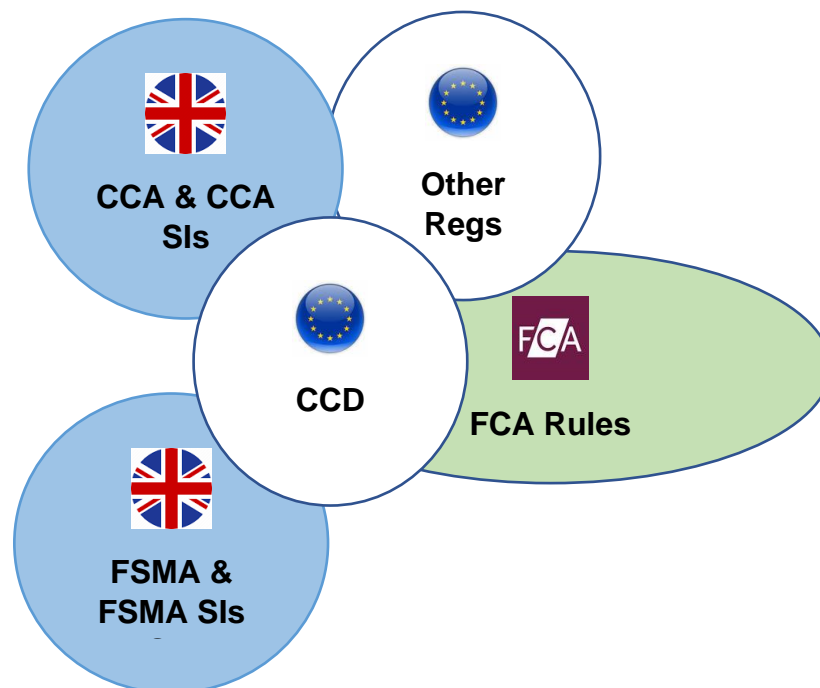 CCA & CCA
SIs
Other
Regs
CCD
FCA
FCA Rules
FSMA &
FSMA SIs